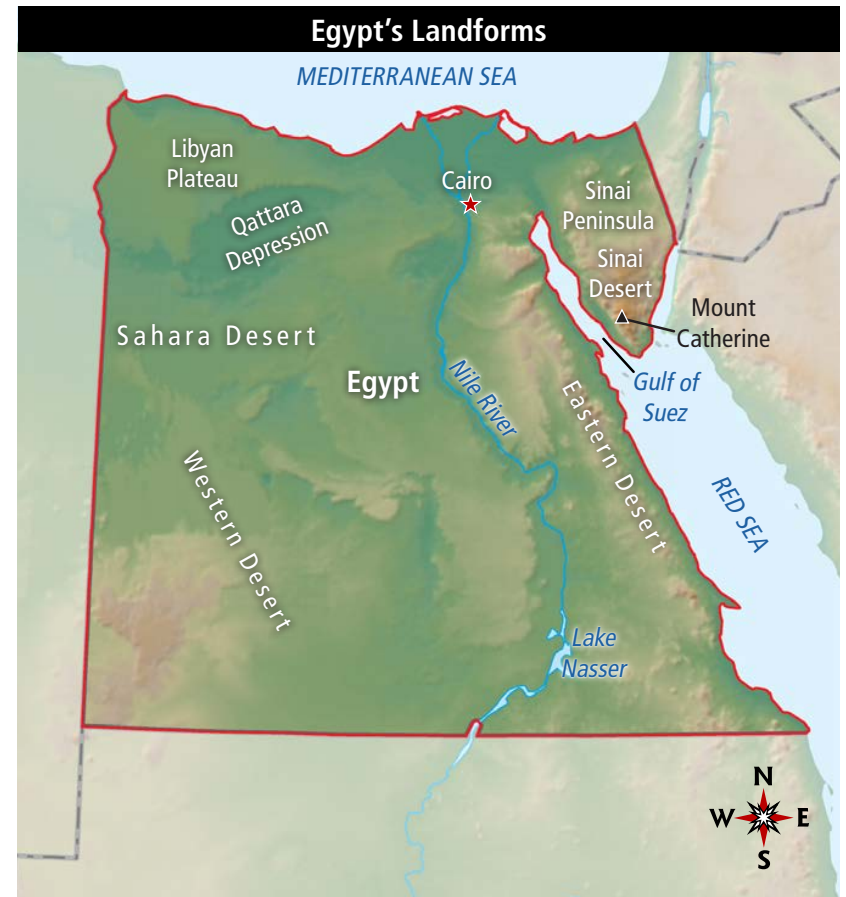 Egypt’s Landforms
MEDITERRANEAN SEA
Libyan
Plateau
Qattara
Depression
Cairo
Sinai
Peninsula
Sinai
Desert
Mount
Catherine
Sahara Desert
Egypt
Nile River
Gulf of
Suez
Eastern Desert
RED SEA
Western Desert
Lake
Nasser
N
W
E
S